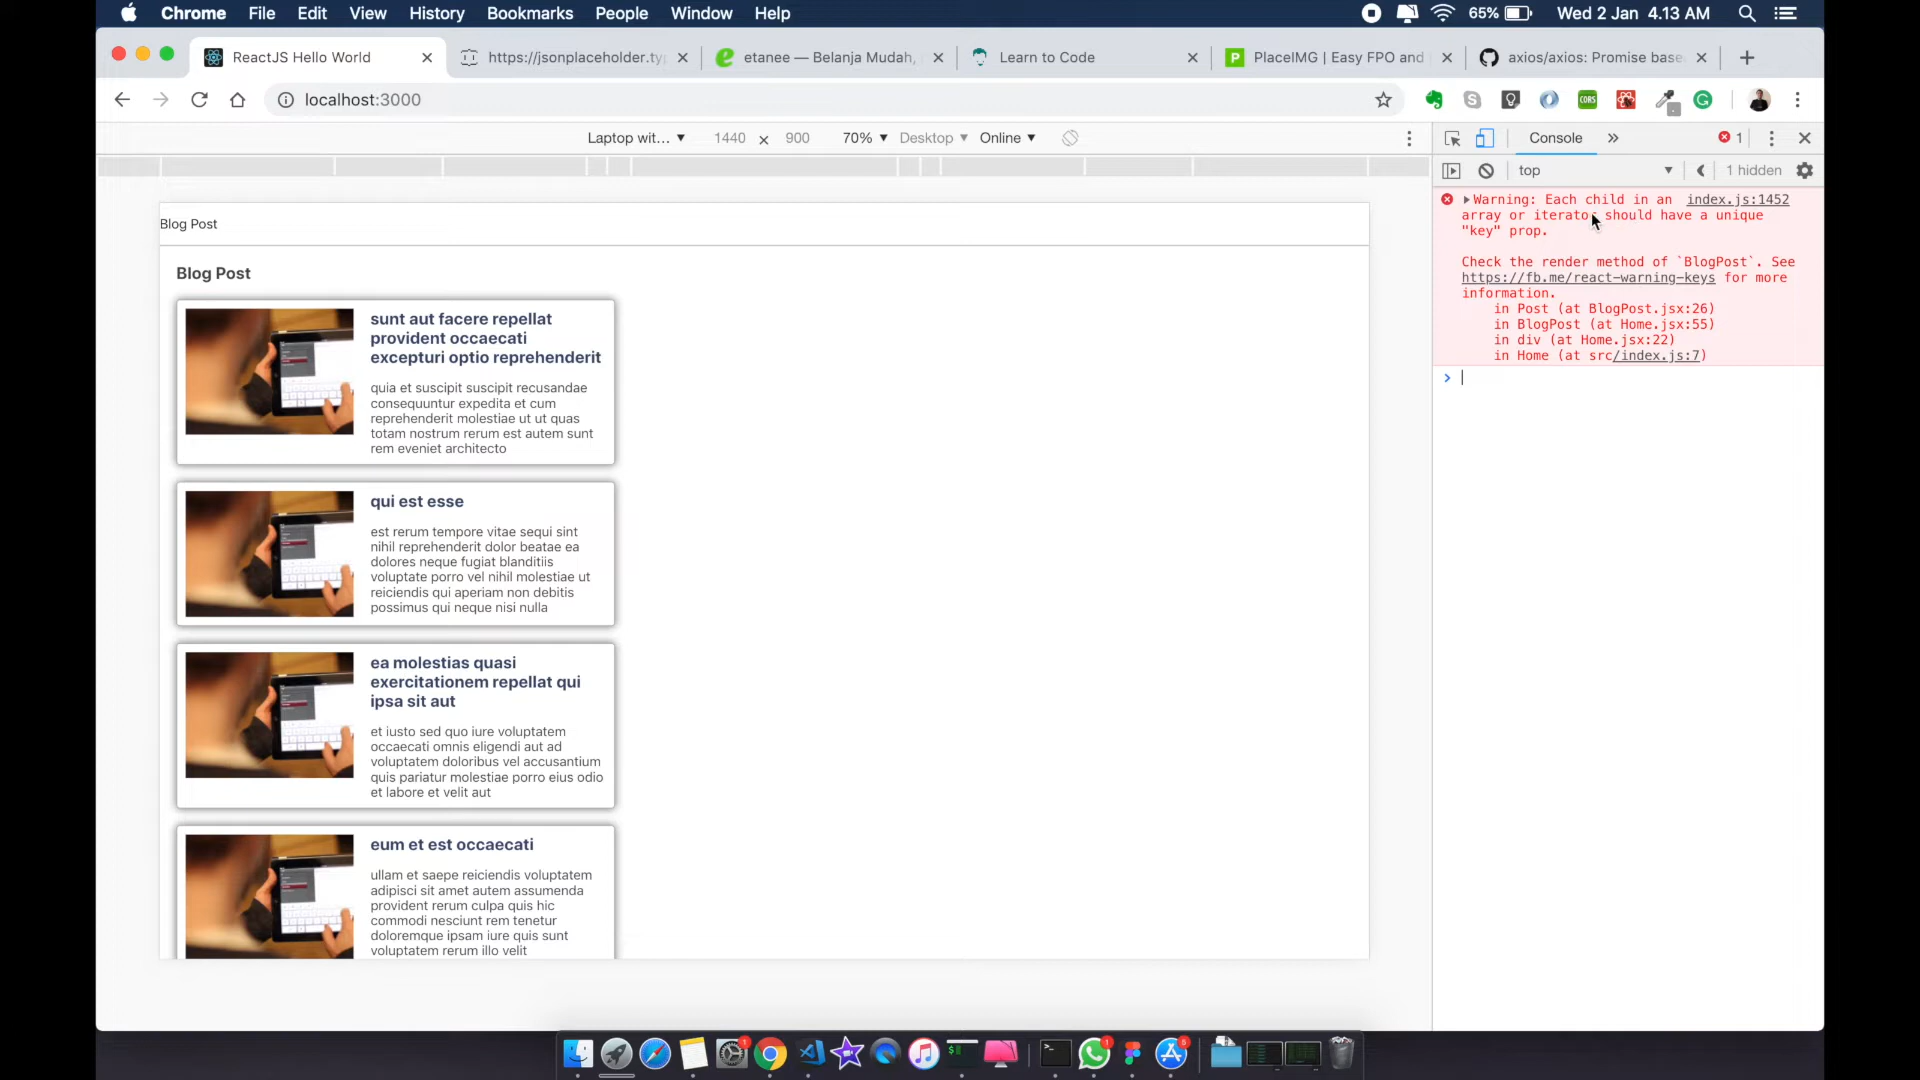 Chrome File Edit View History Bookmarks People Window Help 65% Wed 2 Jan 4.13 AM
ReactJS Hello World https://jsonplaceholder.ty etanee — Belanja Mudah, Learn to Code PlaceIMG | Easy FPO and axios/axios: Promise base
localhost:3000
Laptop wit... 1440 x 900 70% Desktop Online
Console 1
top 1 hidden
Blog Post
Blog Post
sunt aut facere repellat
provident occaecati
excepturi optio reprehenderit
quia et suscipit suscipit recusandae
consequuntur expedita et cum
reprehenderit molestiae ut ut quas
totam nostrum rerum est autem sunt
rem eveniet architecto
qui est esse
est rerum tempore vitae sequi sint
nihil reprehenderit dolor beatae ea
dolores neque fugiat blanditiis
voluptate porro vel nihil molestiae ut
reiciendis qui aperiam non debitis
possimus qui neque nisi nulla
ea molestias quasi
exercitationem repellat qui
ipsa sit aut
et iusto sed quo iure voluptatem
occaecati omnis eligendi aut ad
voluptatem doloribus vel accusantium
quis pariatur molestiae porro eius odio
et labore et velit aut
eum et est occaecati
ullam et saepe reiciendis voluptatem
adipisci sit amet autem assumenda
provident rerum culpa quis hic
commodi nesciunt rem tenetur
doloremque ipsam iure quis sunt
voluptatem rerum illo velit
Warning: Each child in an index.js:1452
array or iterator should have a unique
"key" prop.
Check the render method of `BlogPost`. See
https://fb.me/react-warning-keys for more
information.
in Post (at BlogPost.jsx:26)
in BlogPost (at Home.jsx:55)
in div (at Home.jsx:22)
in Home (at src/index.js:7)